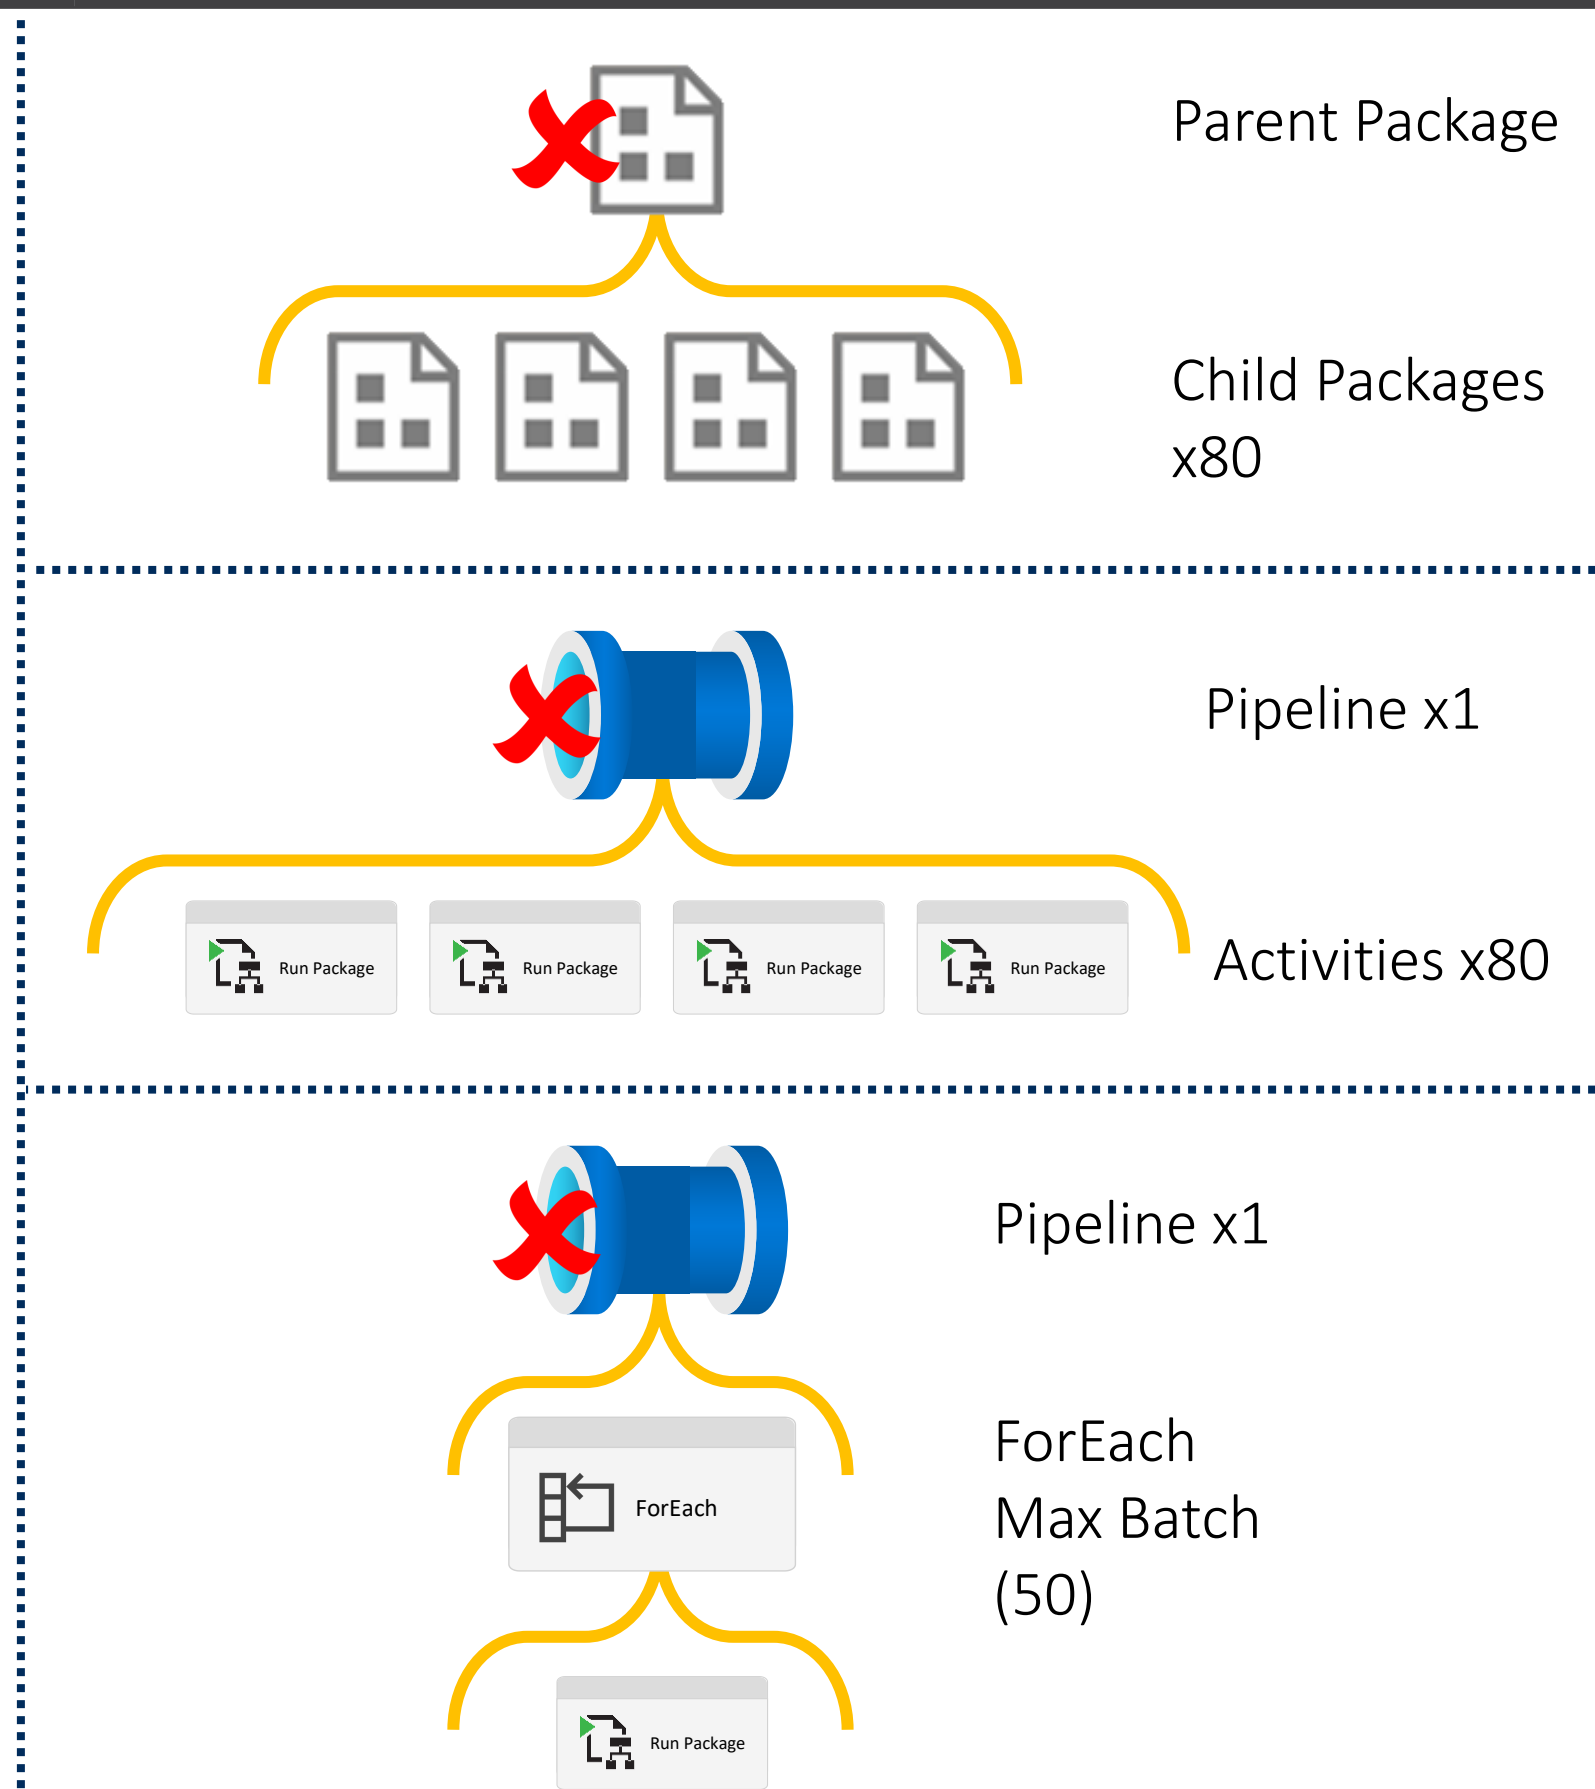 Parent Package
Child Packages
x80
Pipeline x1
Run Package
Run Package
Run Package
Run Package
Activities x80
Pipeline x1
ForEach
ForEach
Max Batch
(50)
Run Package